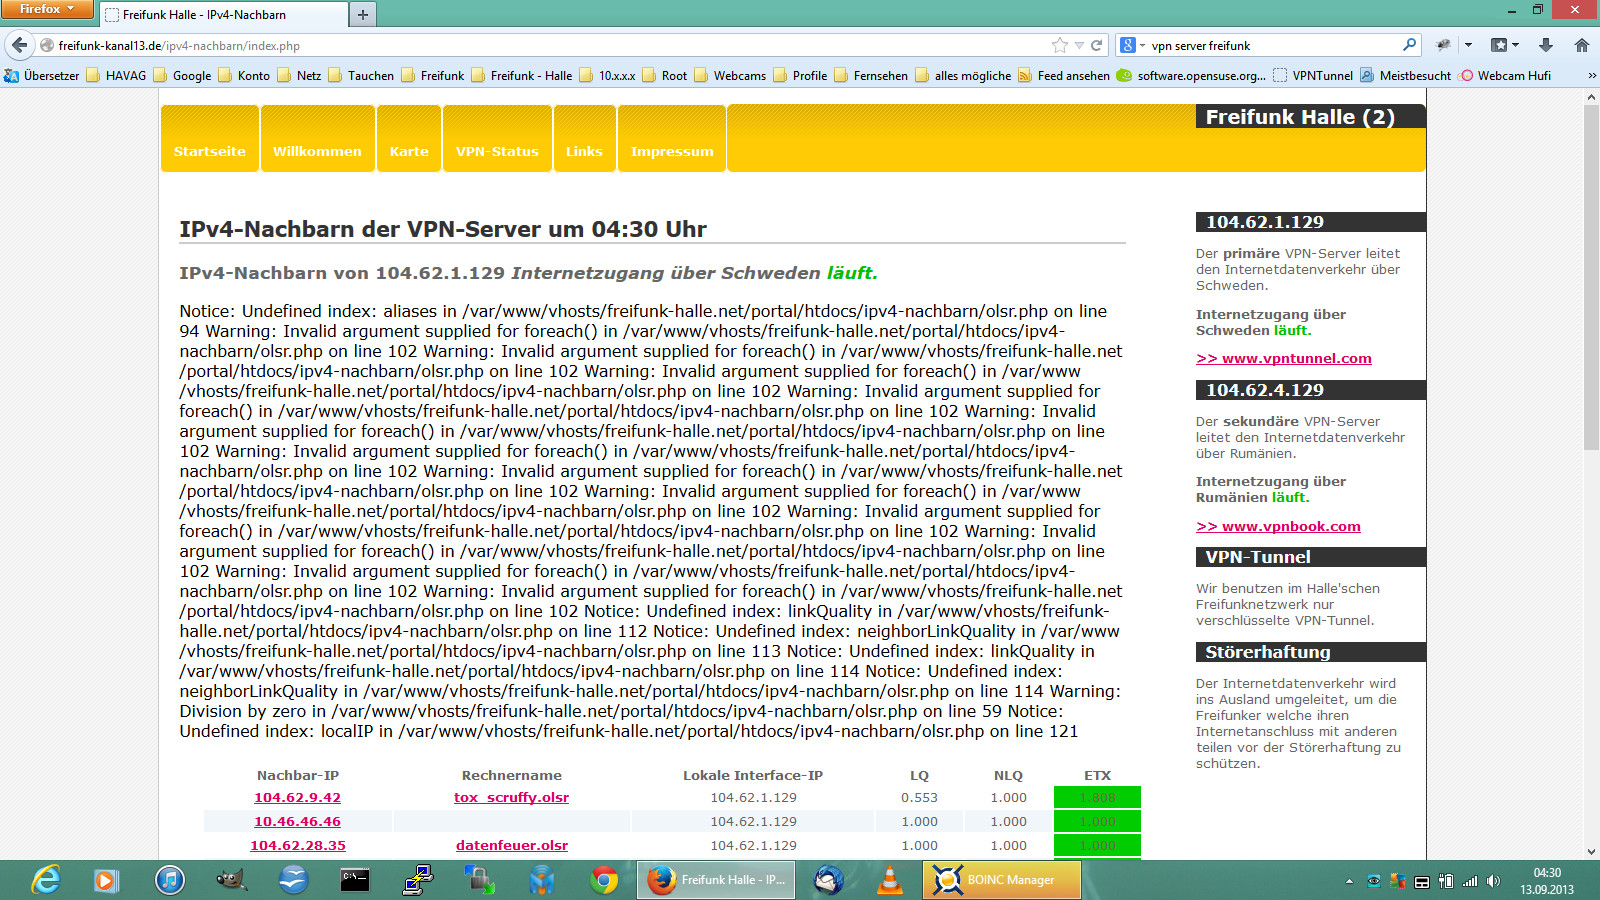 Firefox
Freifunk Halle - IPv4-Nachbarn
freifunk-kanal13.de/ipv4-nachbarn/index.php
vpn server freifunk
Übersetzer HAVAG Google Konto Netz Tauchen Freifunk Freifunk - Halle 10.x.x.x Root Webcams Profile Fernsehen alles mögliche Feed ansehen software.opensuse.org... VPNTunnel Meistbesucht Webcam Hufi »
Freifunk Halle (2)
Startseite Willkommen Karte VPN-Status Links Impressum
IPv4-Nachbarn der VPN-Server um 04:30 Uhr
IPv4-Nachbarn von 104.62.1.129 Internetzugang über Schweden läuft.
Notice: Undefined index: aliases in /var/www/vhosts/freifunk-halle.net/portal/htdocs/ipv4-nachbarn/olsr.php on line
94 Warning: Invalid argument supplied for foreach() in /var/www/vhosts/freifunk-halle.net/portal/htdocs/ipv4-
nachbarn/olsr.php on line 102 Warning: Invalid argument supplied for foreach() in /var/www/vhosts/freifunk-halle.net
/portal/htdocs/ipv4-nachbarn/olsr.php on line 102 Warning: Invalid argument supplied for foreach() in /var/www
/vhosts/freifunk-halle.net/portal/htdocs/ipv4-nachbarn/olsr.php on line 102 Warning: Invalid argument supplied for
foreach() in /var/www/vhosts/freifunk-halle.net/portal/htdocs/ipv4-nachbarn/olsr.php on line 102 Warning: Invalid
argument supplied for foreach() in /var/www/vhosts/freifunk-halle.net/portal/htdocs/ipv4-nachbarn/olsr.php on line
102 Warning: Invalid argument supplied for foreach() in /var/www/vhosts/freifunk-halle.net/portal/htdocs/ipv4-
nachbarn/olsr.php on line 102 Warning: Invalid argument supplied for foreach() in /var/www/vhosts/freifunk-halle.net
/portal/htdocs/ipv4-nachbarn/olsr.php on line 102 Warning: Invalid argument supplied for foreach() in /var/www
/vhosts/freifunk-halle.net/portal/htdocs/ipv4-nachbarn/olsr.php on line 102 Warning: Invalid argument supplied for
foreach() in /var/www/vhosts/freifunk-halle.net/portal/htdocs/ipv4-nachbarn/olsr.php on line 102 Warning: Invalid
argument supplied for foreach() in /var/www/vhosts/freifunk-halle.net/portal/htdocs/ipv4-nachbarn/olsr.php on line
102 Warning: Invalid argument supplied for foreach() in /var/www/vhosts/freifunk-halle.net/portal/htdocs/ipv4-
nachbarn/olsr.php on line 102 Warning: Invalid argument supplied for foreach() in /var/www/vhosts/freifunk-halle.net
/portal/htdocs/ipv4-nachbarn/olsr.php on line 102 Notice: Undefined index: linkQuality in /var/www/vhosts/freifunk-
halle.net/portal/htdocs/ipv4-nachbarn/olsr.php on line 112 Notice: Undefined index: neighborLinkQuality in /var/www
/vhosts/freifunk-halle.net/portal/htdocs/ipv4-nachbarn/olsr.php on line 113 Notice: Undefined index: linkQuality in
/var/www/vhosts/freifunk-halle.net/portal/htdocs/ipv4-nachbarn/olsr.php on line 114 Notice: Undefined index:
neighborLinkQuality in /var/www/vhosts/freifunk-halle.net/portal/htdocs/ipv4-nachbarn/olsr.php on line 114 Warning:
Division by zero in /var/www/vhosts/freifunk-halle.net/portal/htdocs/ipv4-nachbarn/olsr.php on line 59 Notice:
Undefined index: localIP in /var/www/vhosts/freifunk-halle.net/portal/htdocs/ipv4-nachbarn/olsr.php on line 121
Nachbar-IP Rechnername Lokale Interface-IP LQ NLQ ETX
104.62.9.42 tox_scruffy.olsr 104.62.1.129 0.553 1.000 1.808
10.46.46.46 104.62.1.129 1.000 1.000 1.000
104.62.28.35 datenfeuer.olsr 104.62.1.129 1.000 1.000 1.000
104.62.1.129
Der primäre VPN-Server leitet
den Internetdatenverkehr über
Schweden.
Internetzugang über
Schweden läuft.
>> www.vpntunnel.com
104.62.4.129
Der sekundäre VPN-Server
leitet den Internetdatenverkehr
über Rumänien.
Internetzugang über
Rumänien läuft.
>> www.vpnbook.com
VPN-Tunnel
Wir benutzen im Halle'schen
Freifunknetzwerk nur
verschlüsselte VPN-Tunnel.
Störerhaftung
Der Internetdatenverkehr wird
ins Ausland umgeleitet, um die
Freifunker welche ihren
Internetanschluss mit anderen
teilen vor der Störerhaftung zu
schützen.
Freifunk Halle - IP...
BOINC Manager
04:30
13.09.2013